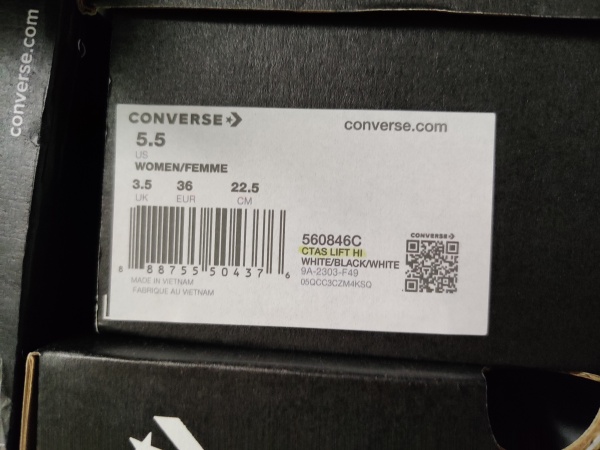 converse.com
CONVERSE
converse.com
5.5
US
WOMEN/FEMME
3.5 36 22.5
UK EUR CM
560846C
CTAS LIFT HI
WHITE/BLACK/WHITE
9A-2303-F49
05QCC3CZM4KSQ
CONVERSE
8 88755 50437 6
MADE IN VIETNAM
FABRIQUE AU VIETNAM